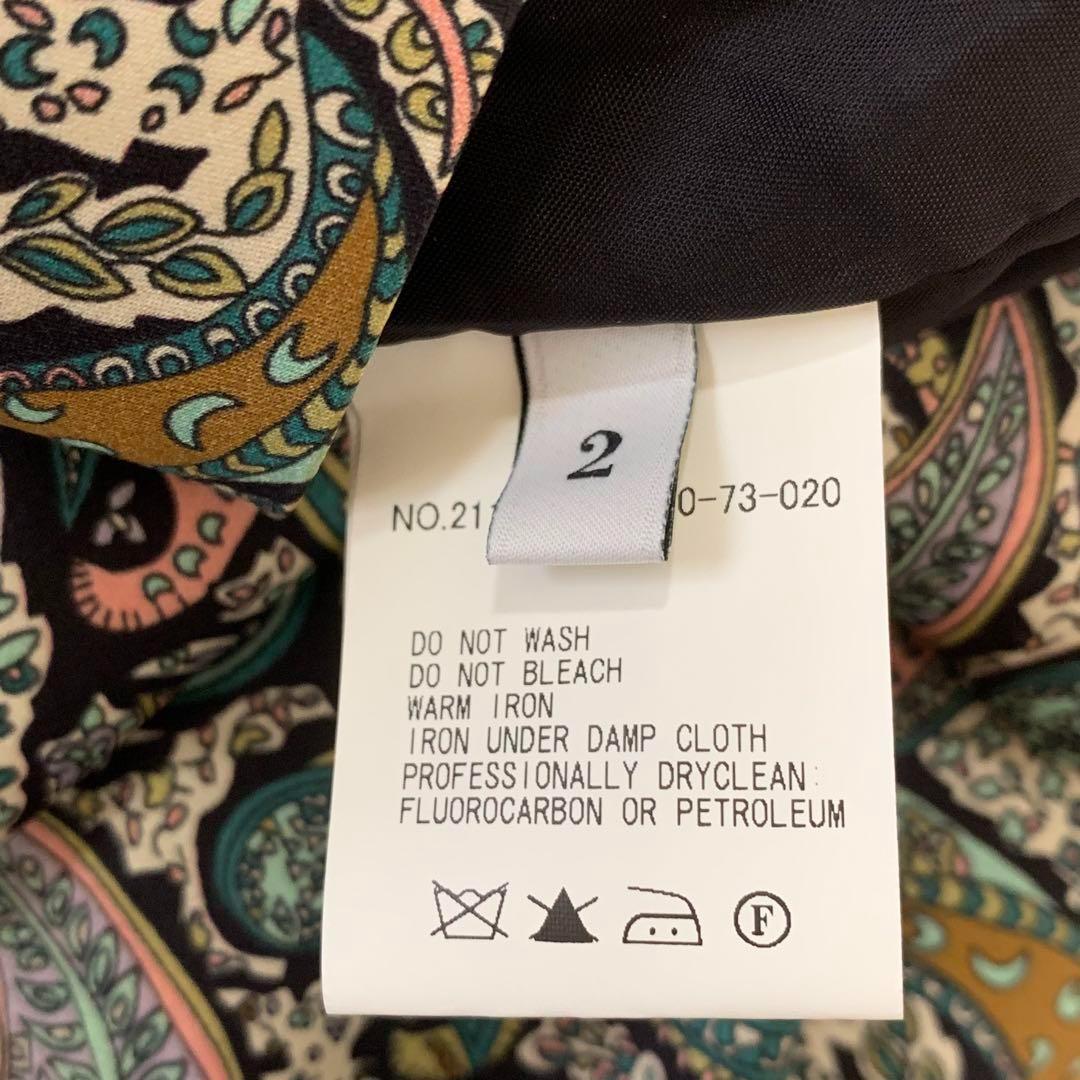 2
NO.21 0-73-020
DO NOT WASH
DO NOT BLEACH
WARM IRON
IRON UNDER DAMP CLOTH
PROFESSIONALLY DRYCLEAN:
FLUOROCARBON OR PETROLEUM
F